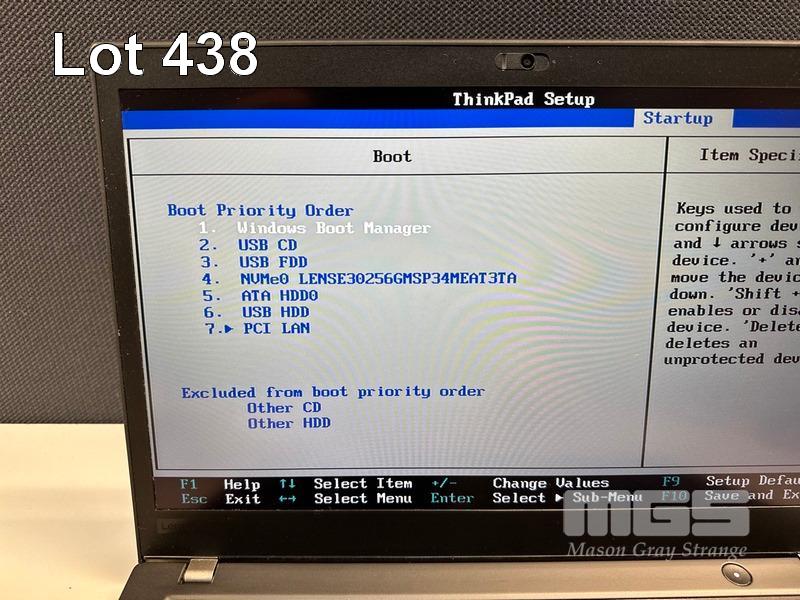 Lot 438
ThinkPad Setup
Startup
Boot
Item Speci
Boot Priority Order
1. Windows Boot Manager
2. USB CD
3. USB FDD
4. NVMe0 LENSE30256GMSP34MEAT3TA
5. ATA HDD0
6. USB HDD
7.▶ PCI LAN
Excluded from boot priority order
Other CD
Other HDD
Keys used to
configure dev
and ↓ arrows s
device. '+' an
move the devic
down. 'Shift +
enables or disa
device. 'Delete
deletes an
unprotected dev
F1 Help ↑↓ Select Item +/- Change Values F9 Setup Defau
Esc Exit ←→ Select Menu Enter Select ▶ Sub-Menu F10 Save and Ex
Lenovo
MGS
Mason Gray Strange